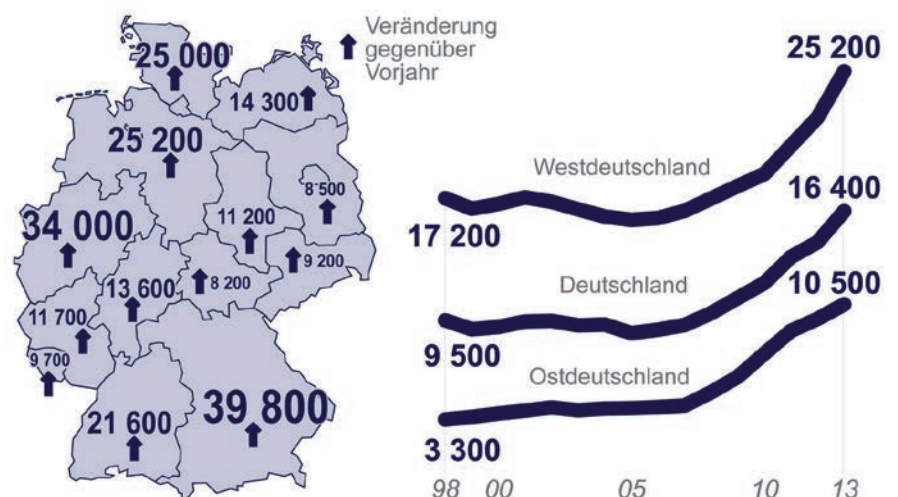 Veränderung
gegenüber
Vorjahr
25 000
14 300
25 200
8 500
34 000
11 200
9 200
13 600
8 200
11 700
9 700
39 800
21 600
25 200
Westdeutschland
16 400
17 200
Deutschland
10 500
9 500
Ostdeutschland
3 300
98 00 05 10 13